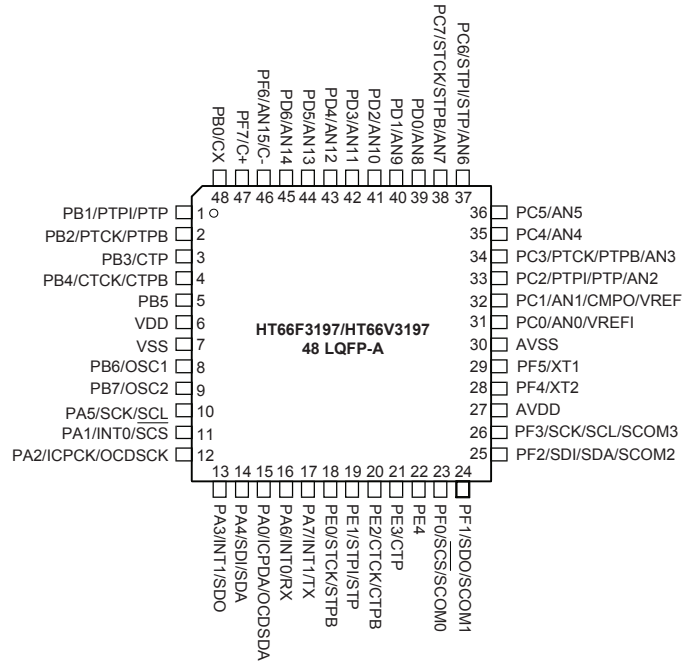 PB0/CX
PF7/C+
PF6/AN15/C-
PD6/AN14
PD5/AN13
PD4/AN12
PD3/AN11
PD2/AN10
PD1/AN9
PD0/AN8
PC7/STCK/STPB/AN7
PC6/STPI/STP/AN6
48 47 46 45 44 43 42 41 40 39 38 37
PB1/PTPI/PTP 1
PB2/PTCK/PTPB 2
PB3/CTP 3
PB4/CTCK/CTPB 4
PB5 5
VDD 6
VSS 7
PB6/OSC1 8
PB7/OSC2 9
PA5/SCK/SCL 10
PA1/INT0/SCS 11
PA2/ICPCK/OCDSCK 12
HT66F3197/HT66V3197
48 LQFP-A
36 PC5/AN5
35 PC4/AN4
34 PC3/PTCK/PTPB/AN3
33 PC2/PTPI/PTP/AN2
32 PC1/AN1/CMPO/VREF
31 PC0/AN0/VREFI
30 AVSS
29 PF5/XT1
28 PF4/XT2
27 AVDD
26 PF3/SCK/SCL/SCOM3
25 PF2/SDI/SDA/SCOM2
13 14 15 16 17 18 19 20 21 22 23 24
PA3/INT1/SDO
PA4/SDI/SDA
PA0/ICPDA/OCDSDA
PA6/INT0/RX
PA7/INT1/TX
PE0/STCK/STPB
PE1/STPI/STP
PE2/CTCK/CTPB
PE3/CTP
PE4
PF0/SCS/SCOM0
PF1/SDO/SCOM1